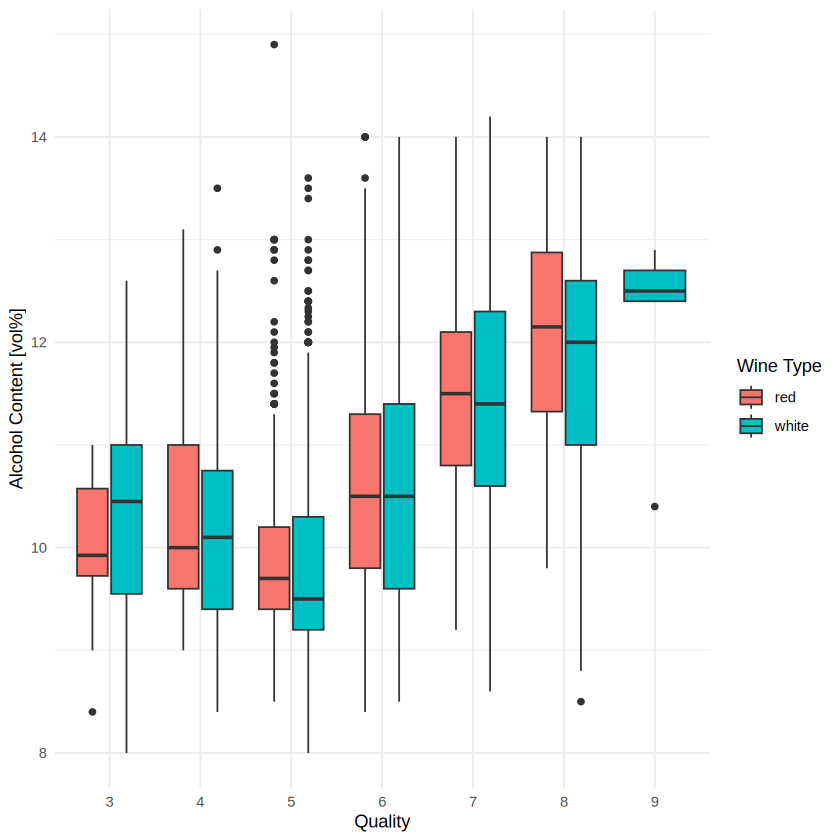 14
12
10
8
Alcohol Content [vol%]
3 4 5 6 7 8 9
Quality
Wine Type
red
white